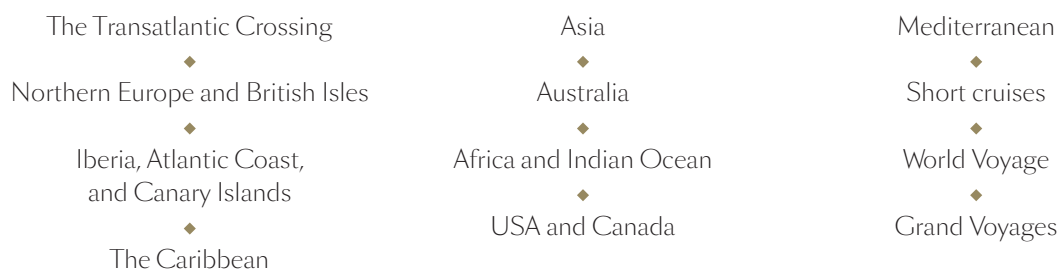 The Transatlantic Crossing
Northern Europe and British Isles
Iberia, Atlantic Coast,
and Canary Islands
The Caribbean
Asia
Australia
Africa and Indian Ocean
USA and Canada
Mediterranean
Short cruises
World Voyage
Grand Voyages